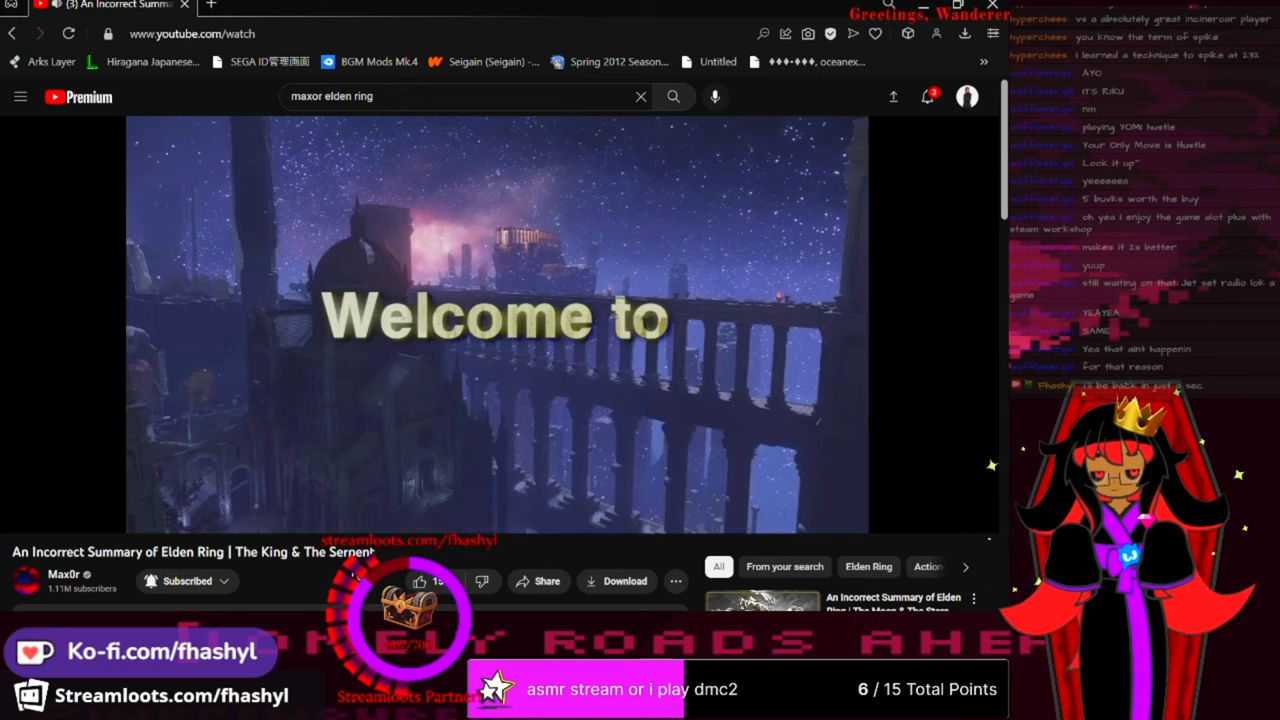 (3) An Incorrect Summa
Greetings, Wanderer
www.youtube.com/watch
Arks Layer
Hiragana Japanese...
SEGA ID管理画面
BGM Mods Mk.4
Seigain (Seigain) -...
Spring 2012 Season...
Untitled
♦♦♦-♦♦♦, oceanex...
Premium
maxor elden ring
3
Welcome to
An Incorrect Summary of Elden Ring | The King & The Serpent
Max0r
1.11M subscribers
Subscribed
Share
Download
All
From your search
Elden Ring
Action
An Incorrect Summary of Elden
streamloots.com/fhashyl
Streamloots Partner
LONELY ROADS AHE
Ko-fi.com/fhashyl
Streamloots.com/fhashyl
asmr stream or i play dmc2
6 / 15 Total Points
hyperchees vs a absolutely great incineroar player
hyperchees you know the term of spike
hyperchees i learned a technique to spike at 23%
AYO
ITS RiKU
nm
playing YOMI hustle
Your Only Move is Hustle
Look it up~
yeeeeeea
5 buvks worth the buy
oh yea I enjoy the game alot plus with
steam workshop
makes it 2x better
yuup
still waiting on that Jet set radio lok a
game
YEAYEA
SAME
Yea that aint happenin
for that reason
Fhashyl i'll be back in just a sec